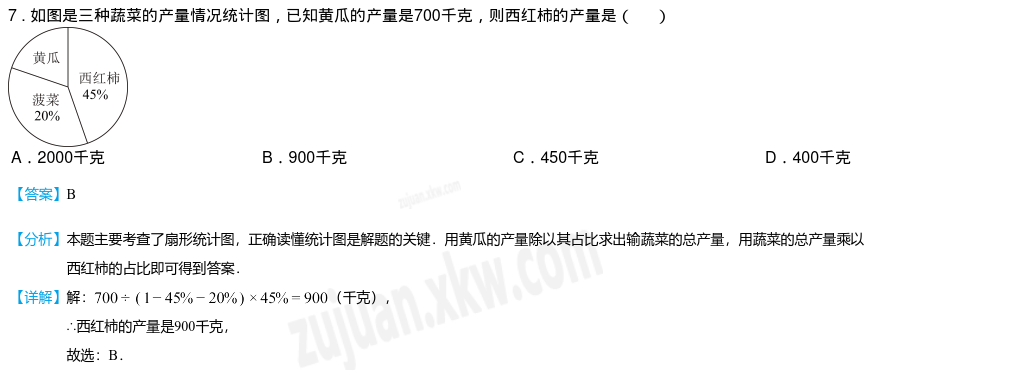 7．如图是三种蔬菜的产量情况统计图，已知黄瓜的产量是700千克，则西红柿的产量是（　　）
黄瓜
西红柿
45%
菠菜
20%
A．2000千克 B．900千克 C．450千克 D．400千克
【答案】B
zujuan.xkw.com
【分析】本题主要考查了扇形统计图，正确读懂统计图是解题的关键．用黄瓜的产量除以其占比求出输蔬菜的总产量，用蔬菜的总产量乘以
西红柿的占比即可得到答案．
【详解】解：700÷(1−45%−20%)×45%=900（千克），
∴西红柿的产量是900千克，
故选：B．
zujuan.xkw.com